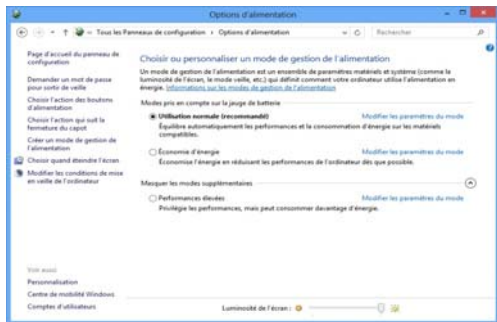 Options d'alimentation
« Tous les Panneaux de configuration › Options d'alimentation
Rechercher
Page d'accueil du panneau de
configuration
Demander un mot de passe
pour sortir de veille
Choisir l'action des boutons
d'alimentation
Choisir l'action qui suit la
fermeture du capot
Créer un mode de gestion de
l'alimentation
Choisir quand éteindre l'écran
Modifier les conditions de mise
en veille de l'ordinateur
Choisir ou personnaliser un mode de gestion de l'alimentation
Un mode de gestion de l'alimentation est un ensemble de paramètres matériels et système (comme la
luminosité de l'écran, le mode veille, etc.) qui définit comment votre ordinateur utilise l'alimentation en
énergie. Informations sur les modes de gestion de l'alimentation
Modes pris en compte sur la jauge de batterie
Utilisation normale (recommandé) Modifier les paramètres du mode
Équilibre automatiquement les performances et la consommation d'énergie sur les matériels
compatibles.
Économie d'énergie Modifier les paramètres du mode
Économise l'énergie en réduisant les performances de l'ordinateur dès que possible.
Masquer les modes supplémentaires
Performances élevées Modifier les paramètres du mode
Privilégie les performances, mais peut consommer davantage d'énergie.
Voir aussi
Personnalisation
Centre de mobilité Windows
Comptes d'utilisateurs
Luminosité de l'écran :